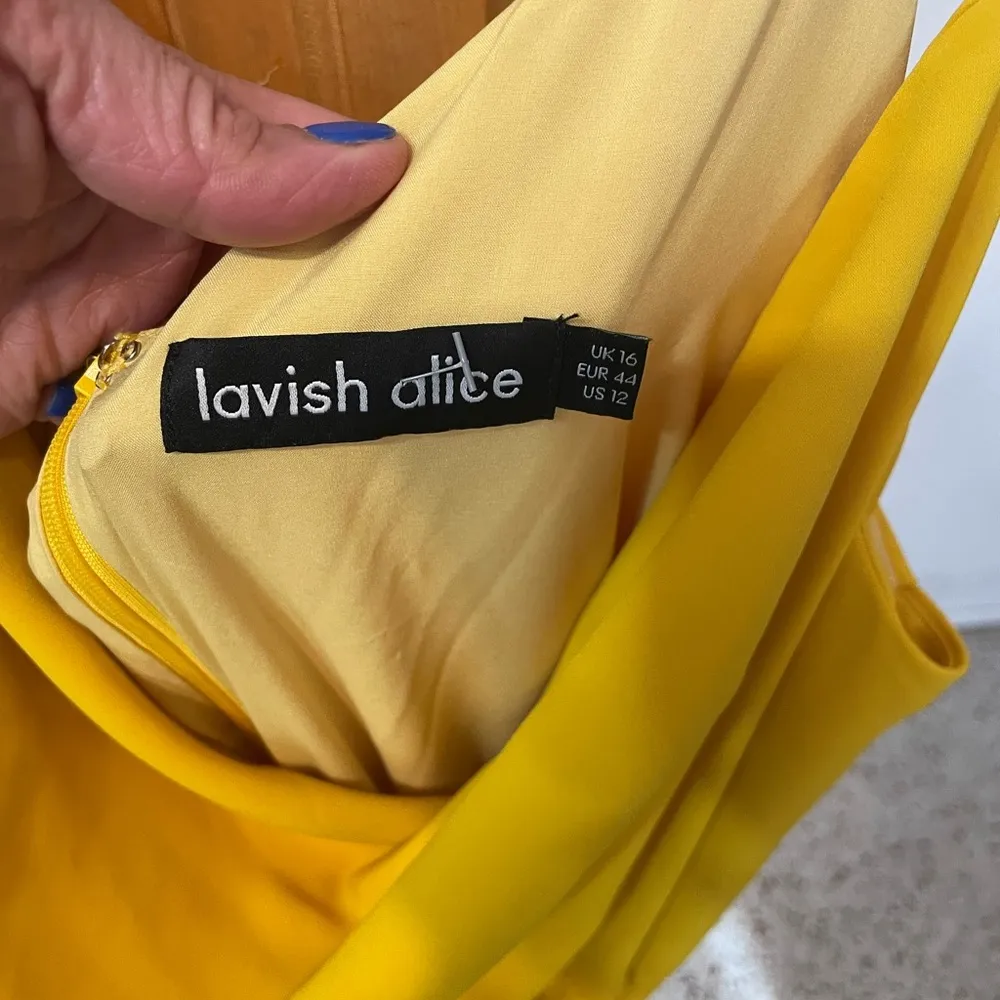 lavish alice
UK 16
EUR 44
US 12